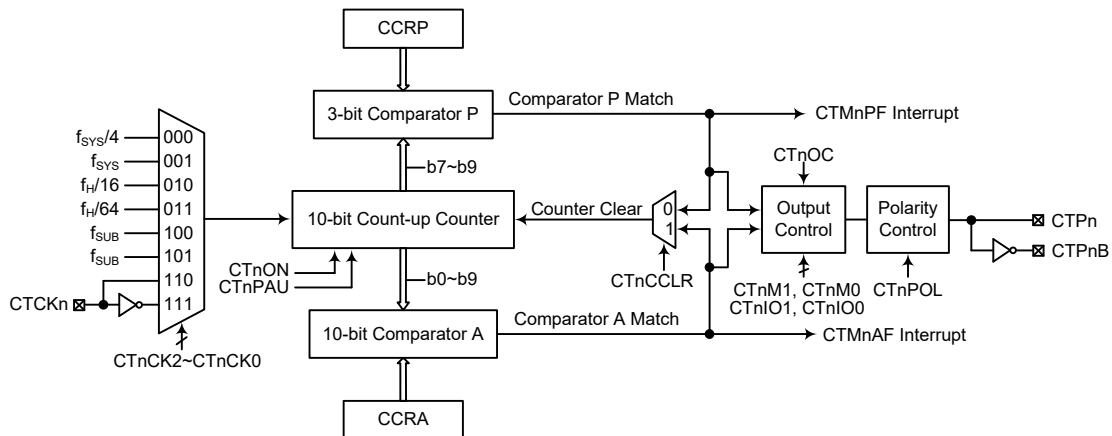 CCRP
3-bit Comparator P
Comparator P Match
CTMnPF Interrupt
b7~b9
CTnOC
fSYS/4
000
fSYS
001
fH/16
010
fH/64
011
fSUB
100
fSUB
101
110
111
CTCKn
CTnCK2~CTnCK0
10-bit Count-up Counter
CTnON
CTnPAU
b0~b9
Counter Clear
0
1
CTnCCLR
Output
Control
CTnM1, CTnM0
CTnIO1, CTnIO0
Polarity
Control
CTnPOL
CTPn
CTPnB
10-bit Comparator A
Comparator A Match
CTMnAF Interrupt
CCRA